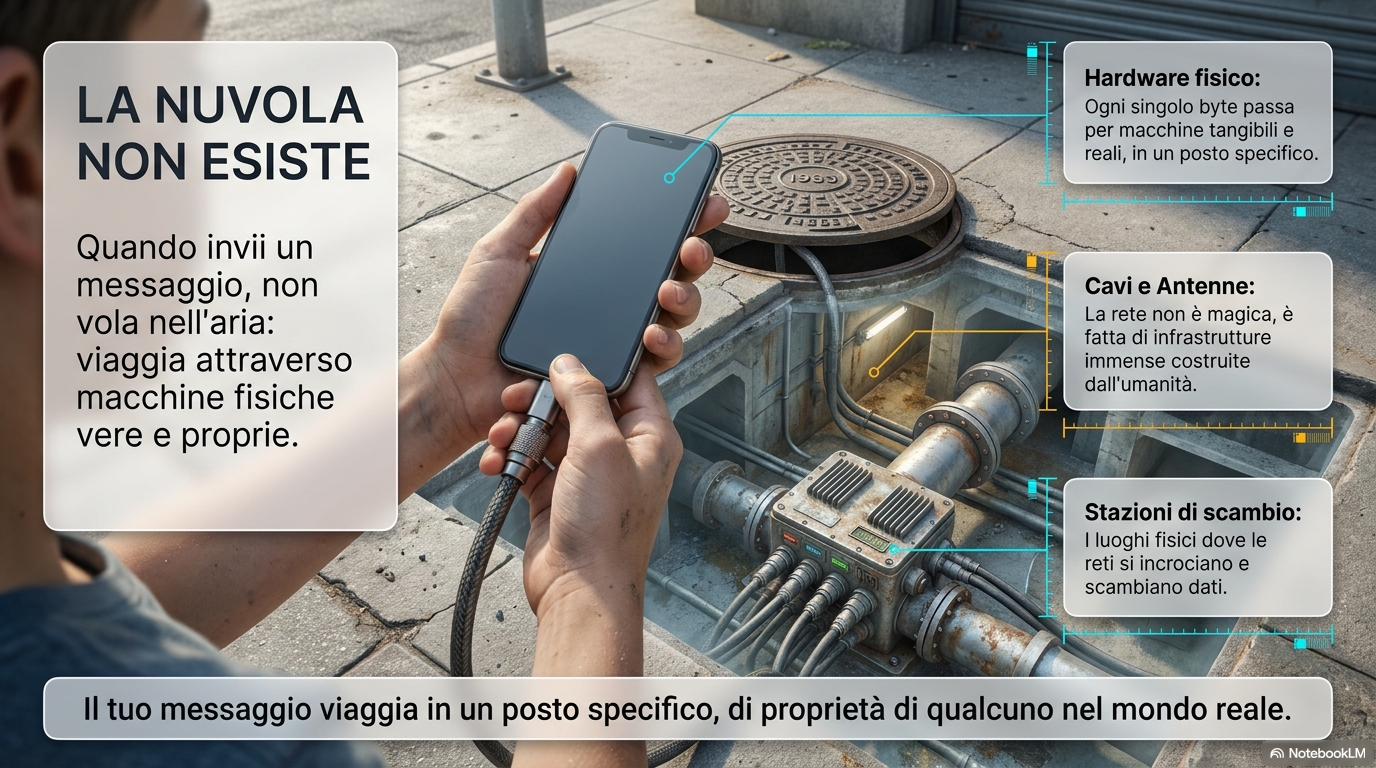 LA NUVOLA
NON ESISTE
Quando invii un
messaggio, non
vola nell'aria:
viaggia attraverso
macchine fisiche
vere e proprie.
1993
Hardware fisico:
Ogni singolo byte passa
per macchine tangibili e
reali, in un posto specifico.
Cavi e Antenne:
La rete non è magica, è
fatta di infrastrutture
immense costruite
dall'umanità.
Stazioni di scambio:
I luoghi fisici dove le
reti si incrociano e
scambiano dati.
Il tuo messaggio viaggia in un posto specifico, di proprietà di qualcuno nel mondo reale.
NotebookLM